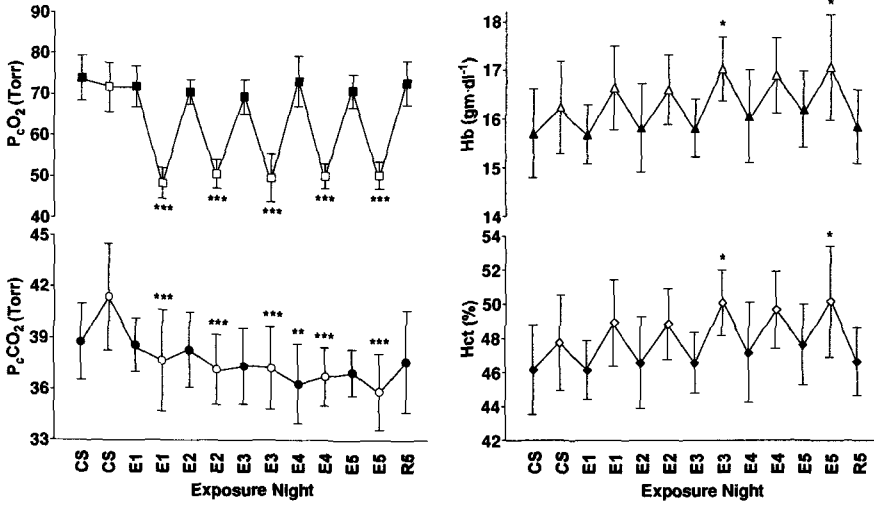 90
80
70
60
50
40
PcO2 (Torr)
*** *** *** *** ***
45
42
39
36
33
PcCO2 (Torr)
*** *** *** ** *** ***
CS CS E1 E1 E2 E2 E3 E3 E4 E4 E5 E5 R5
Exposure Night
18
17
16
15
14
Hb (gm·dl-1)
* *
54
52
50
48
46
44
42
Hct (%)
* *
CS CS E1 E1 E2 E2 E3 E3 E4 E4 E5 E5 R5
Exposure Night